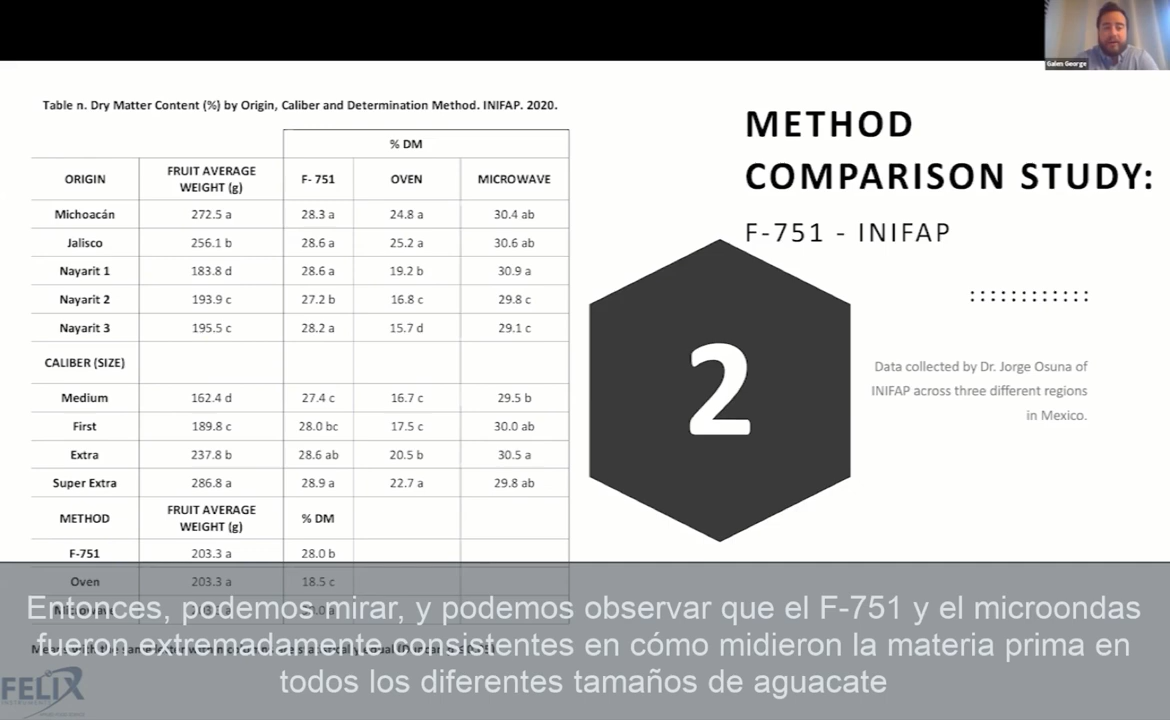 Galen George
Table n. Dry Matter Content (%) by Origin, Caliber and Determination Method. INIFAP. 2020.
% DM
ORIGIN FRUIT AVERAGE WEIGHT (g) F- 751 OVEN MICROWAVE
Michoacán 272.5 a 28.3 a 24.8 a 30.4 ab
Jalisco 256.1 b 28.6 a 25.2 a 30.6 ab
Nayarit 1 183.8 d 28.6 a 19.2 b 30.9 a
Nayarit 2 193.9 c 27.2 b 16.8 c 29.8 c
Nayarit 3 195.5 c 28.2 a 15.7 d 29.1 c
CALIBER (SIZE)
Medium 162.4 d 27.4 c 16.7 c 29.5 b
First 189.8 c 28.0 bc 17.5 c 30.0 ab
Extra 237.8 b 28.6 ab 20.5 b 30.5 a
Super Extra 286.8 a 28.9 a 22.7 a 29.8 ab
METHOD FRUIT AVERAGE WEIGHT (g) % DM
F-751 203.3 a 28.0 b
Oven 203.3 a 18.5 c
METHOD
COMPARISON STUDY:
F-751 - INIFAP
2
Data collected by Dr. Jorge Osuna of
INIFAP across three different regions
in Mexico.
Entonces, podemos mirar, y podemos observar que el F-751 y el microondas
fueron extremadamente consistentes en cómo midieron la materia prima en
todos los diferentes tamaños de aguacate
FELIX